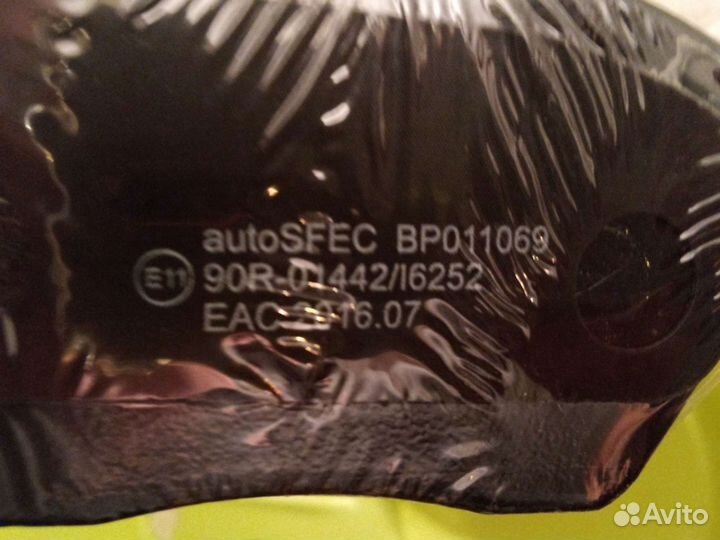 autoSFEC BP011069
E11 90R-01442/I6252
EAC 2016.07
Avito